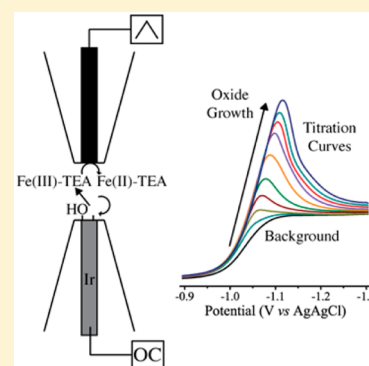 Fe(III)-TEA Fe(II)-TEA
HO
Ir
OC
Oxide
Growth
Titration
Curves
Background
-0.9 -1.0 -1.1 -1.2 -1.
Potential (V vs AgAgCl)